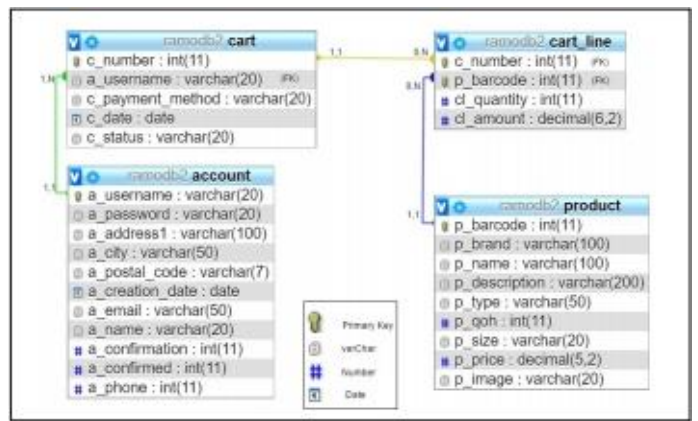 ramodb2 cart
c_number : int(11)
a_username : varchar(20) (FK)
c_payment_method : varchar(20)
c_date : date
c_status : varchar(20)
1,1
0,N
ramodb2 cart_line
c_number : int(11) (FK)
p_barcode : int(11) (FK)
cl_quantity : int(11)
cl_amount : decimal(6,2)
1,N
0,N
1,1
1,1
ramodb2 account
a_username : varchar(20)
a_password : varchar(20)
a_address1 : varchar(100)
a_city : varchar(50)
a_postal_code : varchar(7)
a_creation_date : date
a_email : varchar(50)
a_name : varchar(20)
a_confirmation : int(11)
a_confirmed : int(11)
a_phone : int(11)
ramodb2 product
p_barcode : int(11)
p_brand : varchar(100)
p_name : varchar(100)
p_description : varchar(200)
p_type : varchar(50)
p_qoh : int(11)
p_size : varchar(20)
p_price : decimal(5,2)
p_image : varchar(20)
Primary Key
varChar
# Number
Date